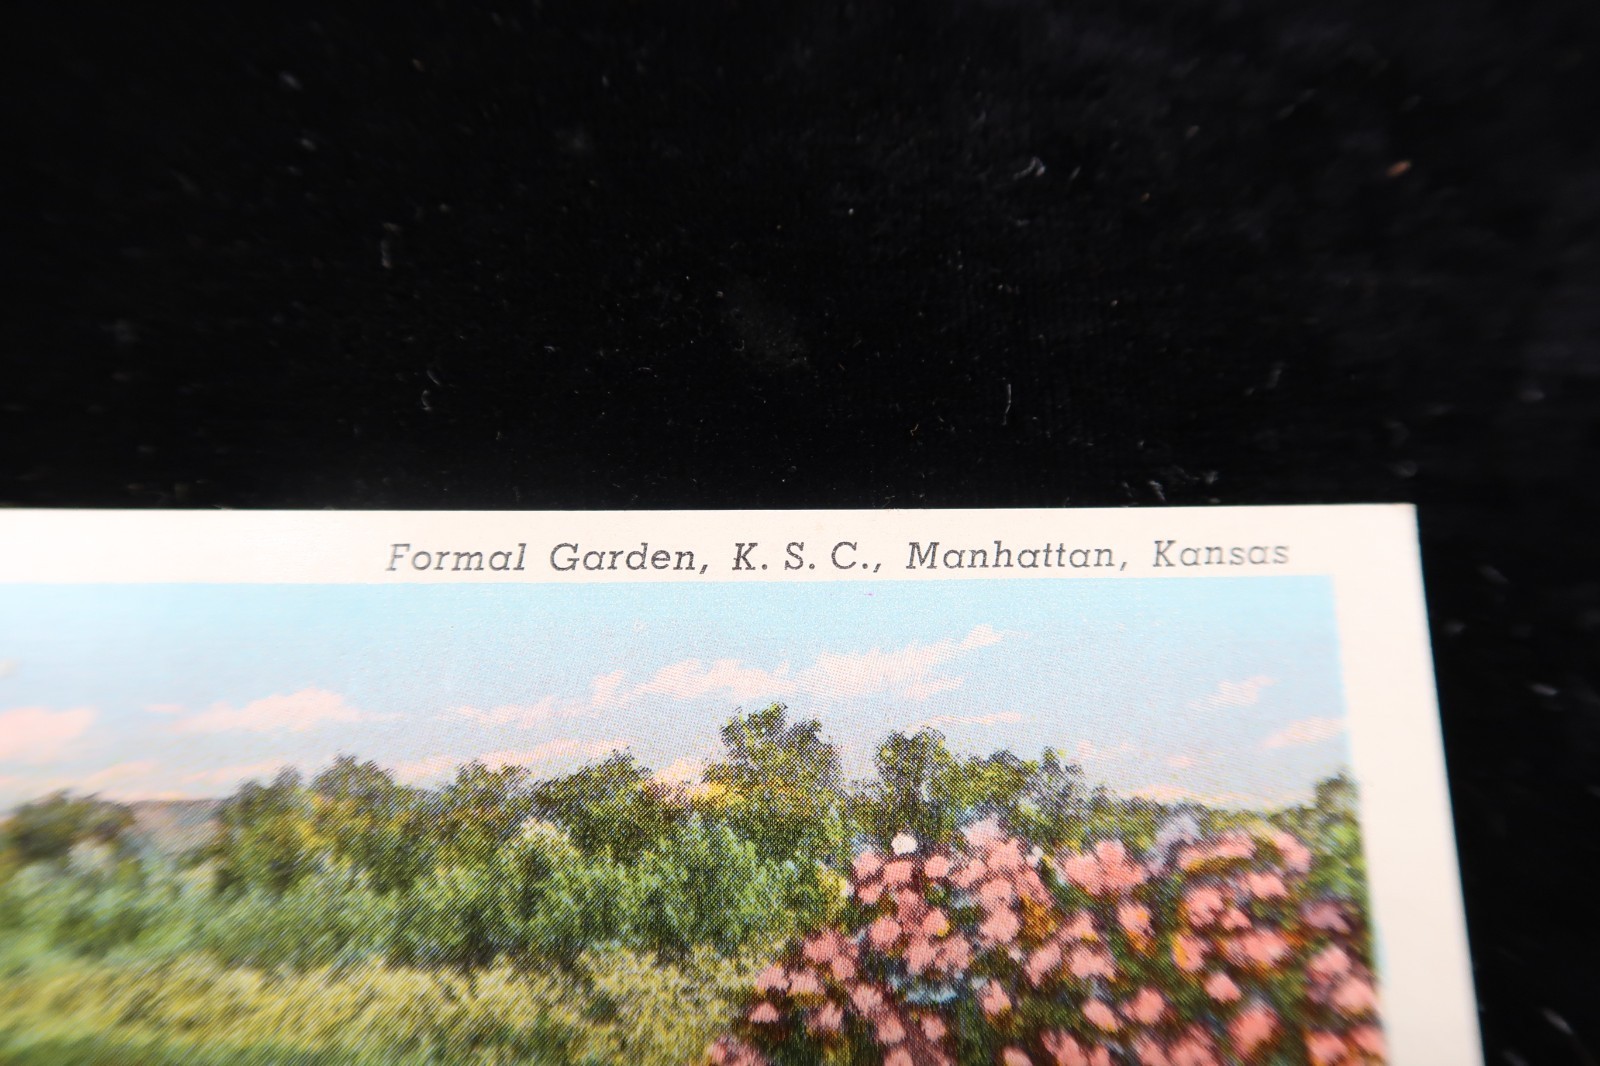 Formal Garden, K. S. C., Manhattan, Kansas